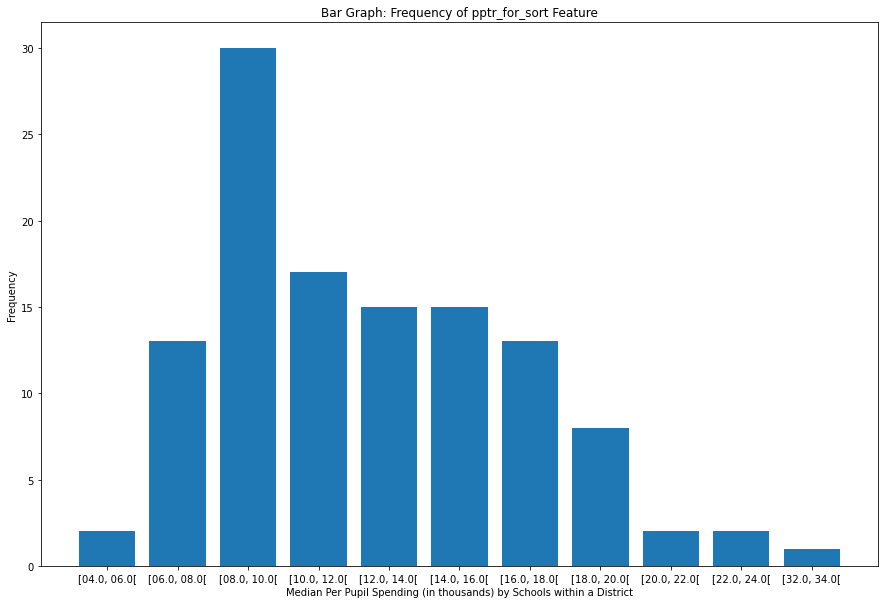 Bar Graph: Frequency of pptr_for_sort Feature
30
25
20
15
10
5
0
Frequency
[04.0, 06.0[ [06.0, 08.0[ [08.0, 10.0[ [10.0, 12.0[ [12.0, 14.0[ [14.0, 16.0[ [16.0, 18.0[ [18.0, 20.0[ [20.0, 22.0[ [22.0, 24.0[ [32.0, 34.0[
Median Per Pupil Spending (in thousands) by Schools within a District